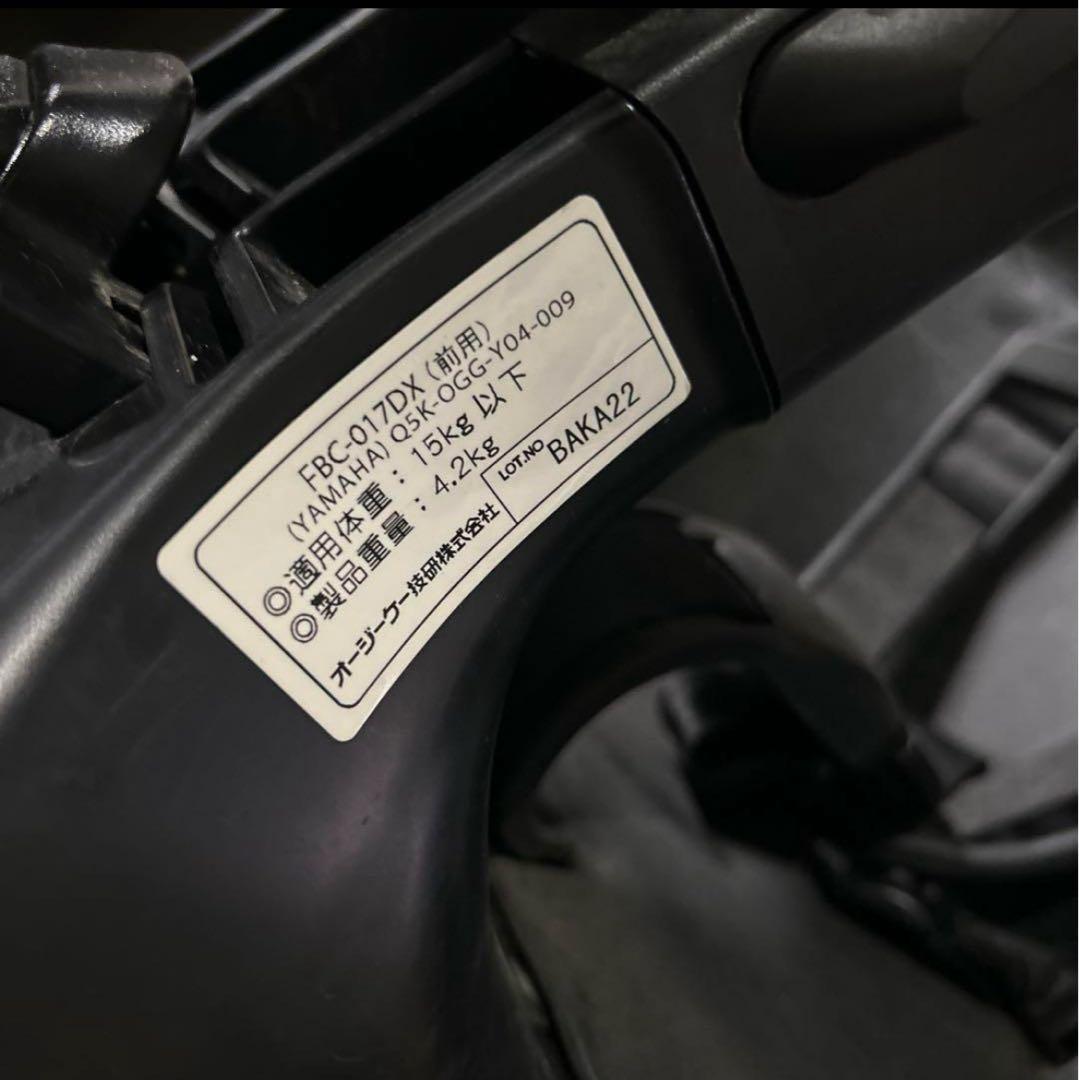 FBC-017DX (前用)
(YAMAHA) Q5K-OGG-Y04-009
◎適用体重：15kg 以下
◎製品重量：4.2kg
オージーケー技研株式会社
LOT.NO
BAKA22